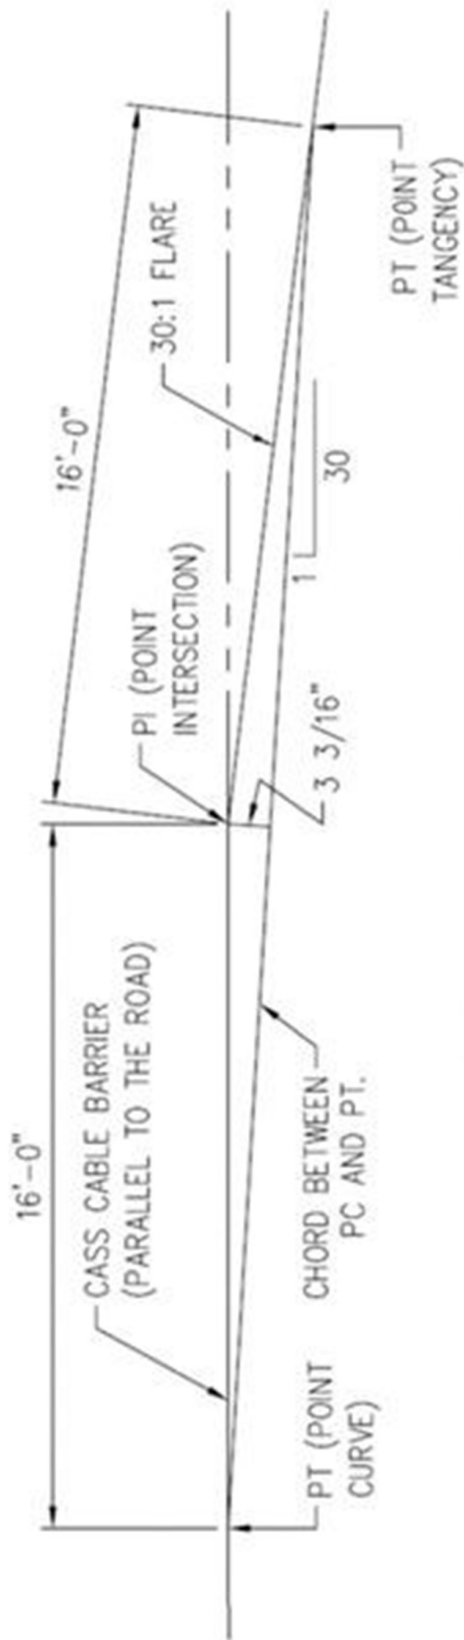 16'-0"
16'-0"
CASS CABLE BARRIER
(PARALLEL TO THE ROAD)
PI (POINT
INTERSECTION)
30:1 FLARE
PT (POINT
CURVE)
CHORD BETWEEN
PC AND PT.
3 3/16"
1
30
PT (POINT
TANGENCY)